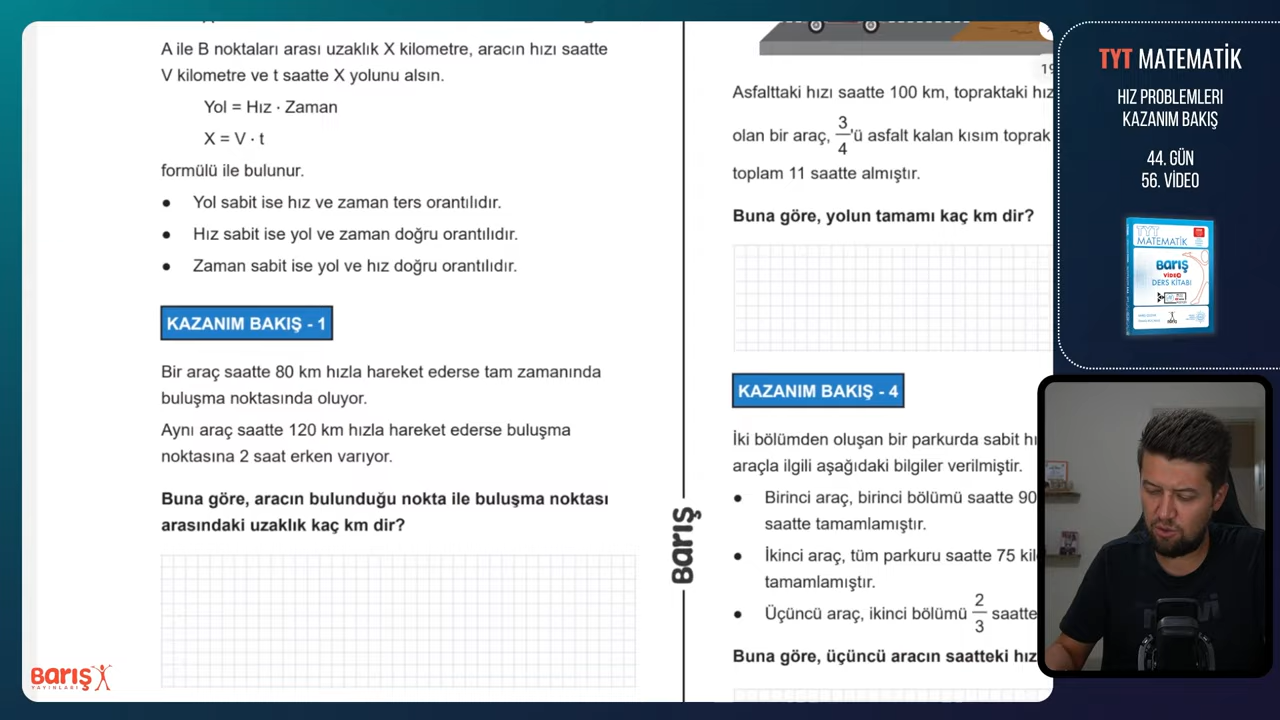 A ile B noktaları arası uzaklık X kilometre, aracın hızı saatte
V kilometre ve t saatte X yolunu alsın.
Yol = Hız · Zaman
X = V · t
formülü ile bulunur.
• Yol sabit ise hız ve zaman ters orantılıdır.
• Hız sabit ise yol ve zaman doğru orantılıdır.
• Zaman sabit ise yol ve hız doğru orantılıdır.
KAZANIM BAKIŞ - 1
Bir araç saatte 80 km hızla hareket ederse tam zamanında
buluşma noktasında oluyor.
Aynı araç saatte 120 km hızla hareket ederse buluşma
noktasına 2 saat erken varıyor.
Buna göre, aracın bulunduğu nokta ile buluşma noktası
arasındaki uzaklık kaç km dir?
BARIŞ
YAYINLARI
Barış
19
Asfalttaki hızı saatte 100 km, topraktaki hız
olan bir araç, 3/4'ü asfalt kalan kısım toprak
toplam 11 saatte almıştır.
Buna göre, yolun tamamı kaç km dir?
KAZANIM BAKIŞ - 4
İki bölümden oluşan bir parkurda sabit hı
araçla ilgili aşağıdaki bilgiler verilmiştir.
• Birinci araç, birinci bölümü saatte 90
saatte tamamlamıştır.
• İkinci araç, tüm parkuru saatte 75 kil
tamamlamıştır.
• Üçüncü araç, ikinci bölümü 2/3 saatte
Buna göre, üçüncü aracın saatteki hız
TYT MATEMATİK
HIZ PROBLEMLERI
KAZANIM BAKIŞ
44. GÜN
56. VİDEO
TYT
MATEMATİK
Barış
VİDEO
DERS KİTABI